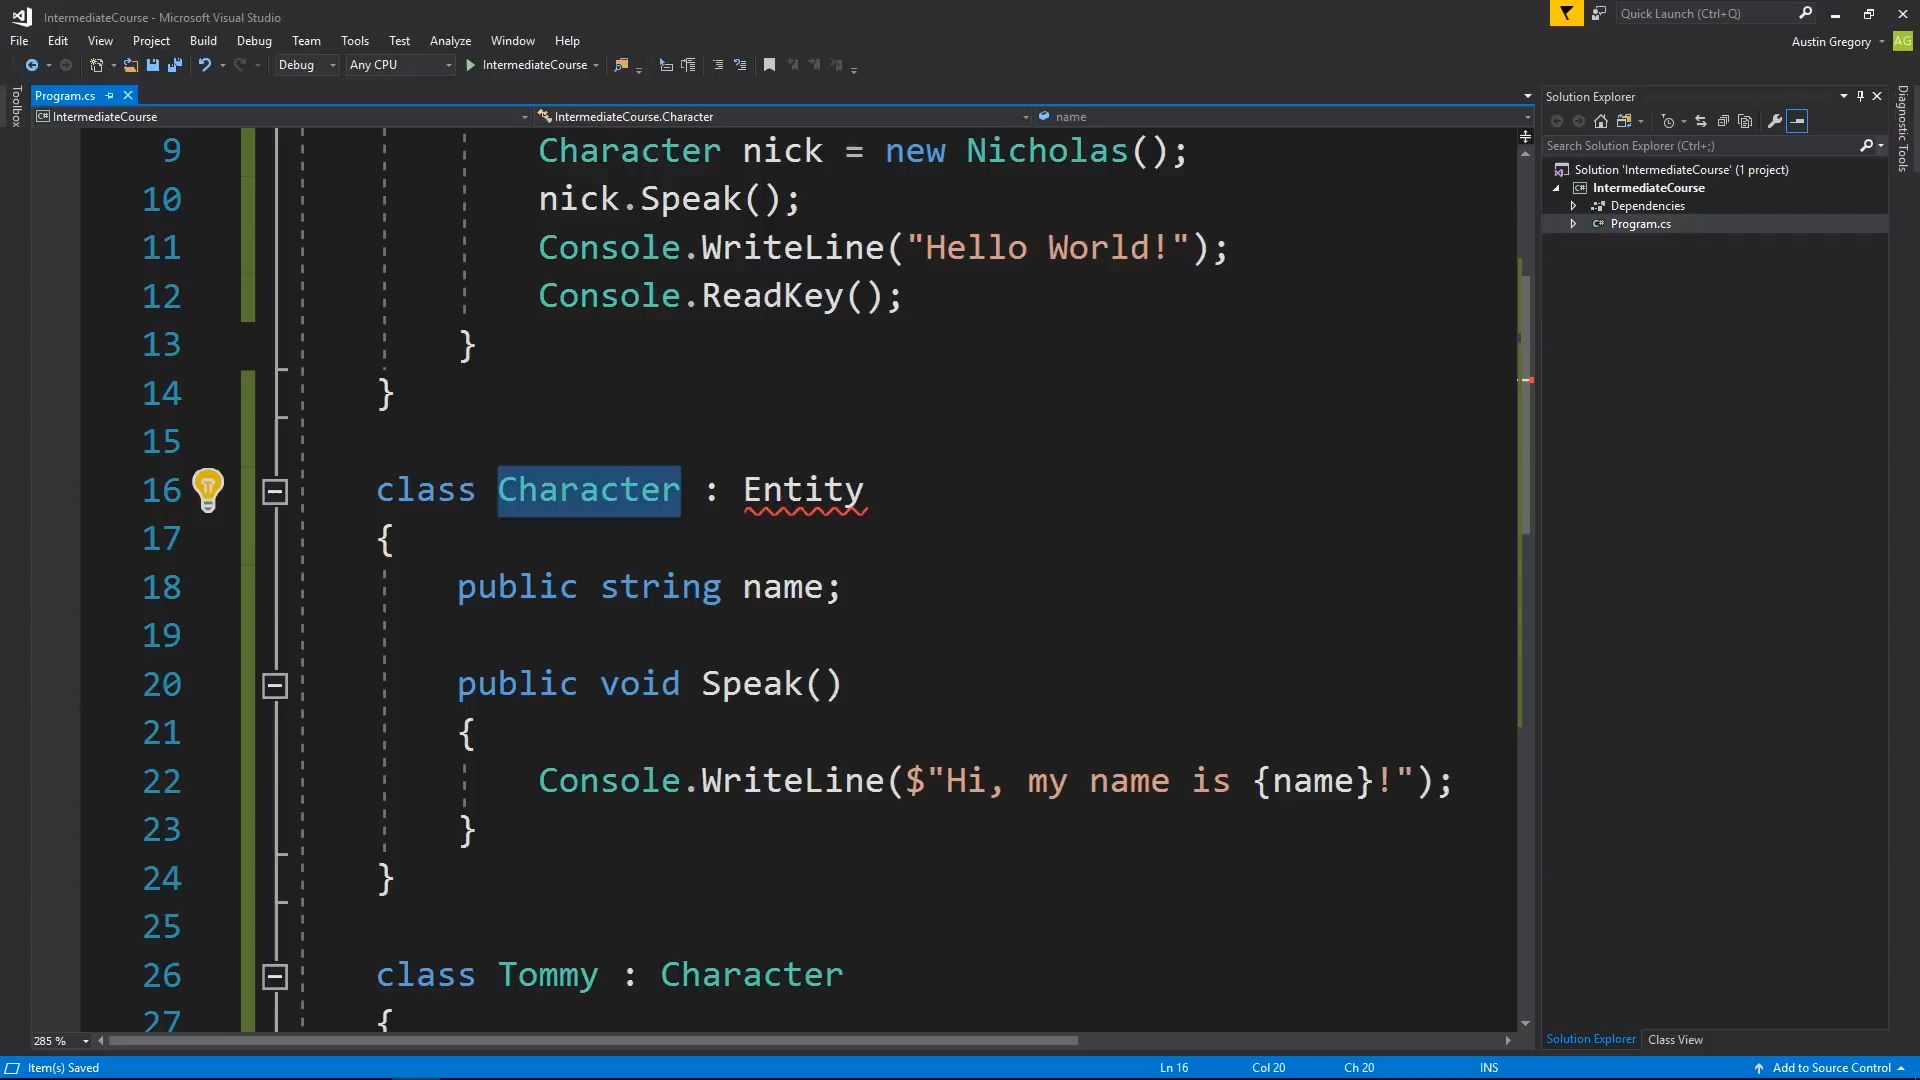 IntermediateCourse - Microsoft Visual Studio
Quick Launch (Ctrl+Q)
File Edit View Project Build Debug Team Tools Test Analyze Window Help
Austin Gregory AG
Debug Any CPU IntermediateCourse
Toolbox
Program.cs
IntermediateCourse IntermediateCourse.Character name
9 Character nick = new Nicholas();
10 nick.Speak();
11 Console.WriteLine("Hello World!");
12 Console.ReadKey();
13 }
14 }
15
16 class Character : Entity
17 {
18 public string name;
19
20 public void Speak()
21 {
22 Console.WriteLine($"Hi, my name is {name}!");
23 }
24 }
25
26 class Tommy : Character
27 {
285 %
Solution Explorer
Search Solution Explorer (Ctrl+;)
Solution 'IntermediateCourse' (1 project)
C# IntermediateCourse
Dependencies
C# Program.cs
Solution Explorer Class View
Diagnostic Tools
Item(s) Saved Ln 16 Col 20 Ch 20 INS Add to Source Control